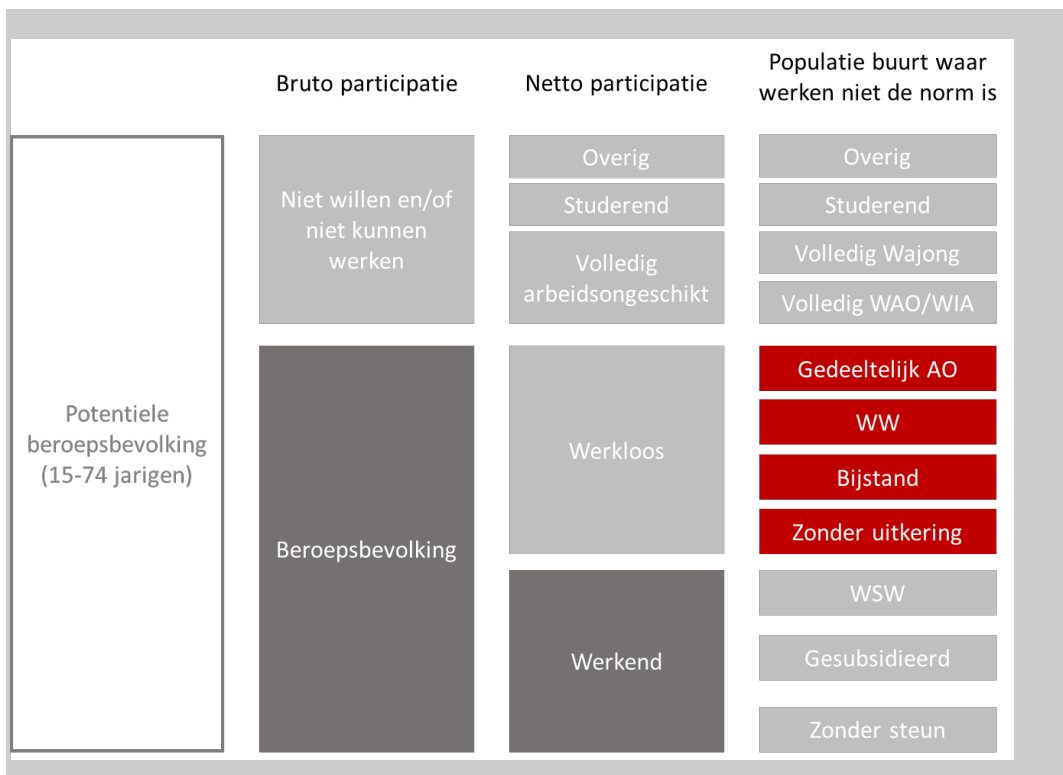 Bruto participatie
Netto participatie
Populatie buurt waar
werken niet de norm is
Potentiele
beroepsbevolking
(15-74 jarigen)
Niet willen en/of
niet kunnen
werken
Beroepsbevolking
Overig
Studerend
Volledig
arbeidsongeschikt
Werkloos
Werkend
Overig
Studerend
Volledig Wajong
Volledig WAO/WIA
Gedeeltelijk AO
WW
Bijstand
Zonder uitkering
WSW
Gesubsidieerd
Zonder steun